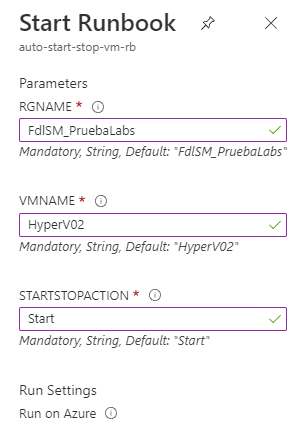 Start Runbook
auto-start-stop-vm-rb
Parameters
RGNAME *
FdlSM_PruebaLabs
Mandatory, String, Default: "FdlSM_PruebaLabs"
VMNAME *
HyperV02
Mandatory, String, Default: "HyperV02"
STARTSTOPACTION *
Start
Mandatory, String, Default: "Start"
Run Settings
Run on Azure